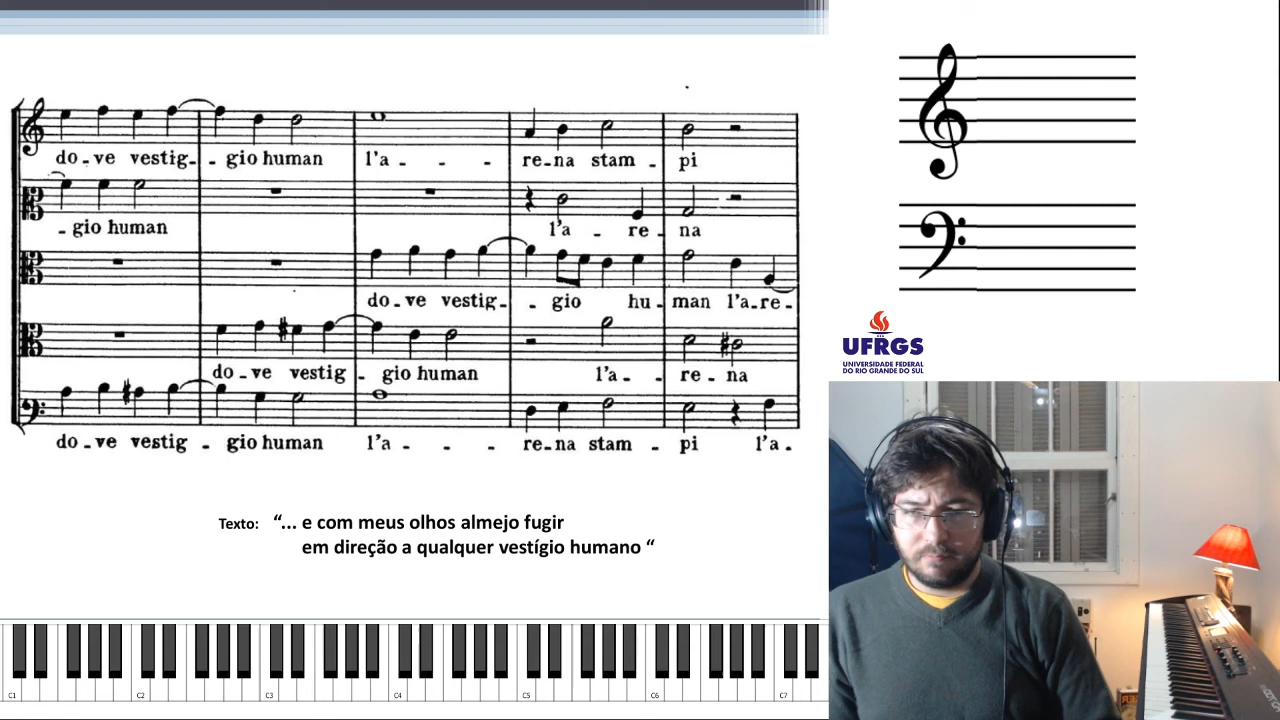 do - ve vestig - - gio human l'a - - - re - na stam - pi
- gio human l'a - re - na
do - ve vestig - - gio hu - man l'a - re -
do - ve vestig - gio human l'a - re - na
do - ve vestig - gio human l'a - - - re - na stam - pi l'a -
Texto: “... e com meus olhos almejo fugir
em direção a qualquer vestígio humano “
C1 C2 C3 C4 C5 C6 C7
UFRGS
UNIVERSIDADE FEDERAL
DO RIO GRANDE DO SUL